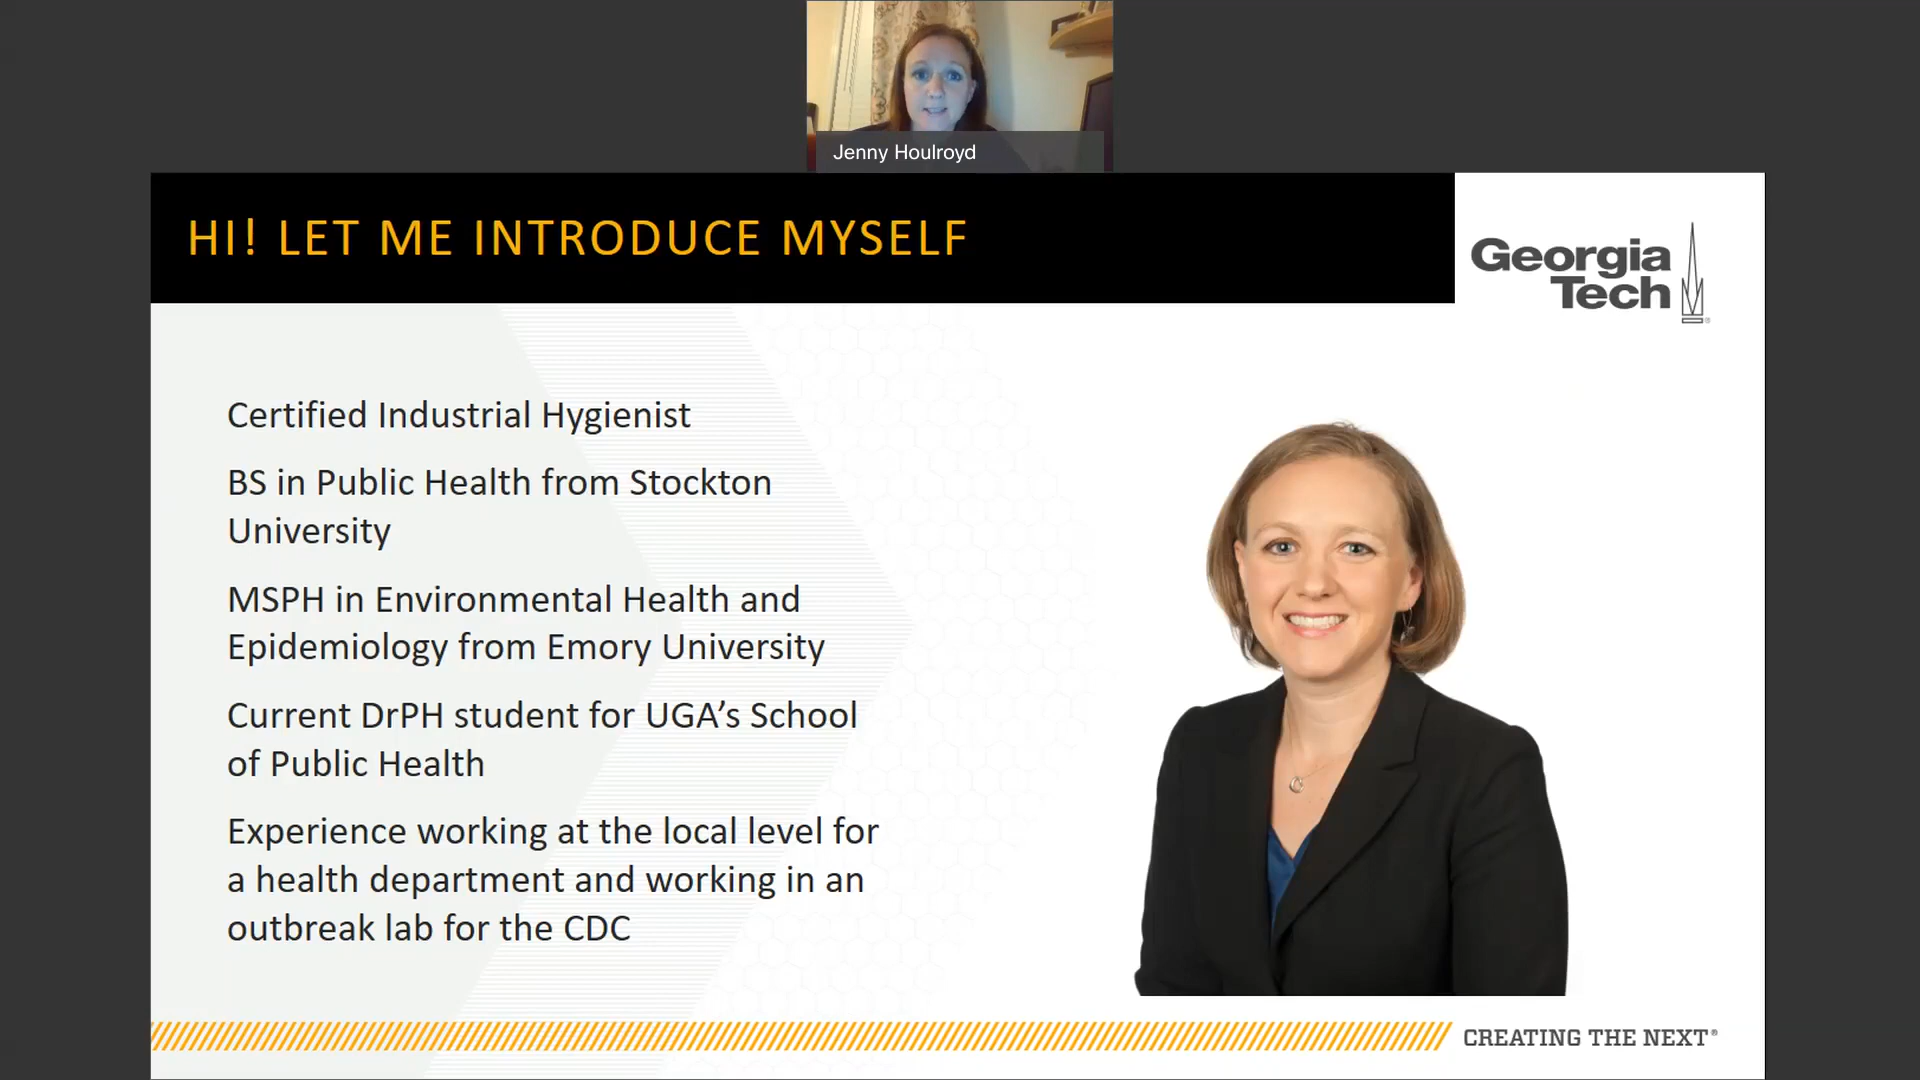 Jenny Houlroyd
HI! LET ME INTRODUCE MYSELF
Georgia
Tech
Certified Industrial Hygienist
BS in Public Health from Stockton
University
MSPH in Environmental Health and
Epidemiology from Emory University
Current DrPH student for UGA’s School
of Public Health
Experience working at the local level for
a health department and working in an
outbreak lab for the CDC
CREATING THE NEXT®